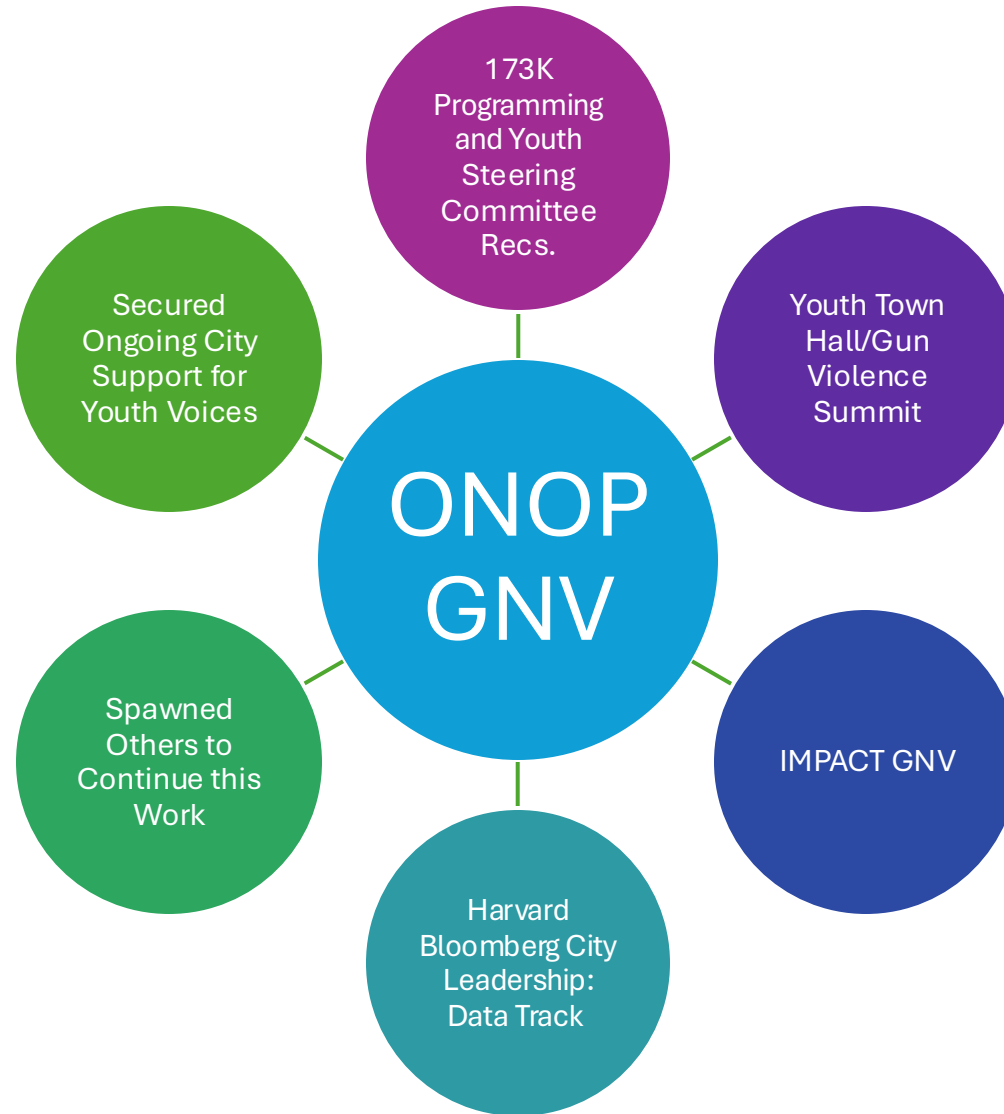 173K
Programming
and Youth
Steering
Committee
Recs.
Youth Town
Hall/Gun
Violence
Summit
IMPACT GNV
Harvard
Bloomberg City
Leadership:
Data Track
Spawned
Others to
Continue this
Work
Secured
Ongoing City
Support for
Youth Voices
ONOP
GNV